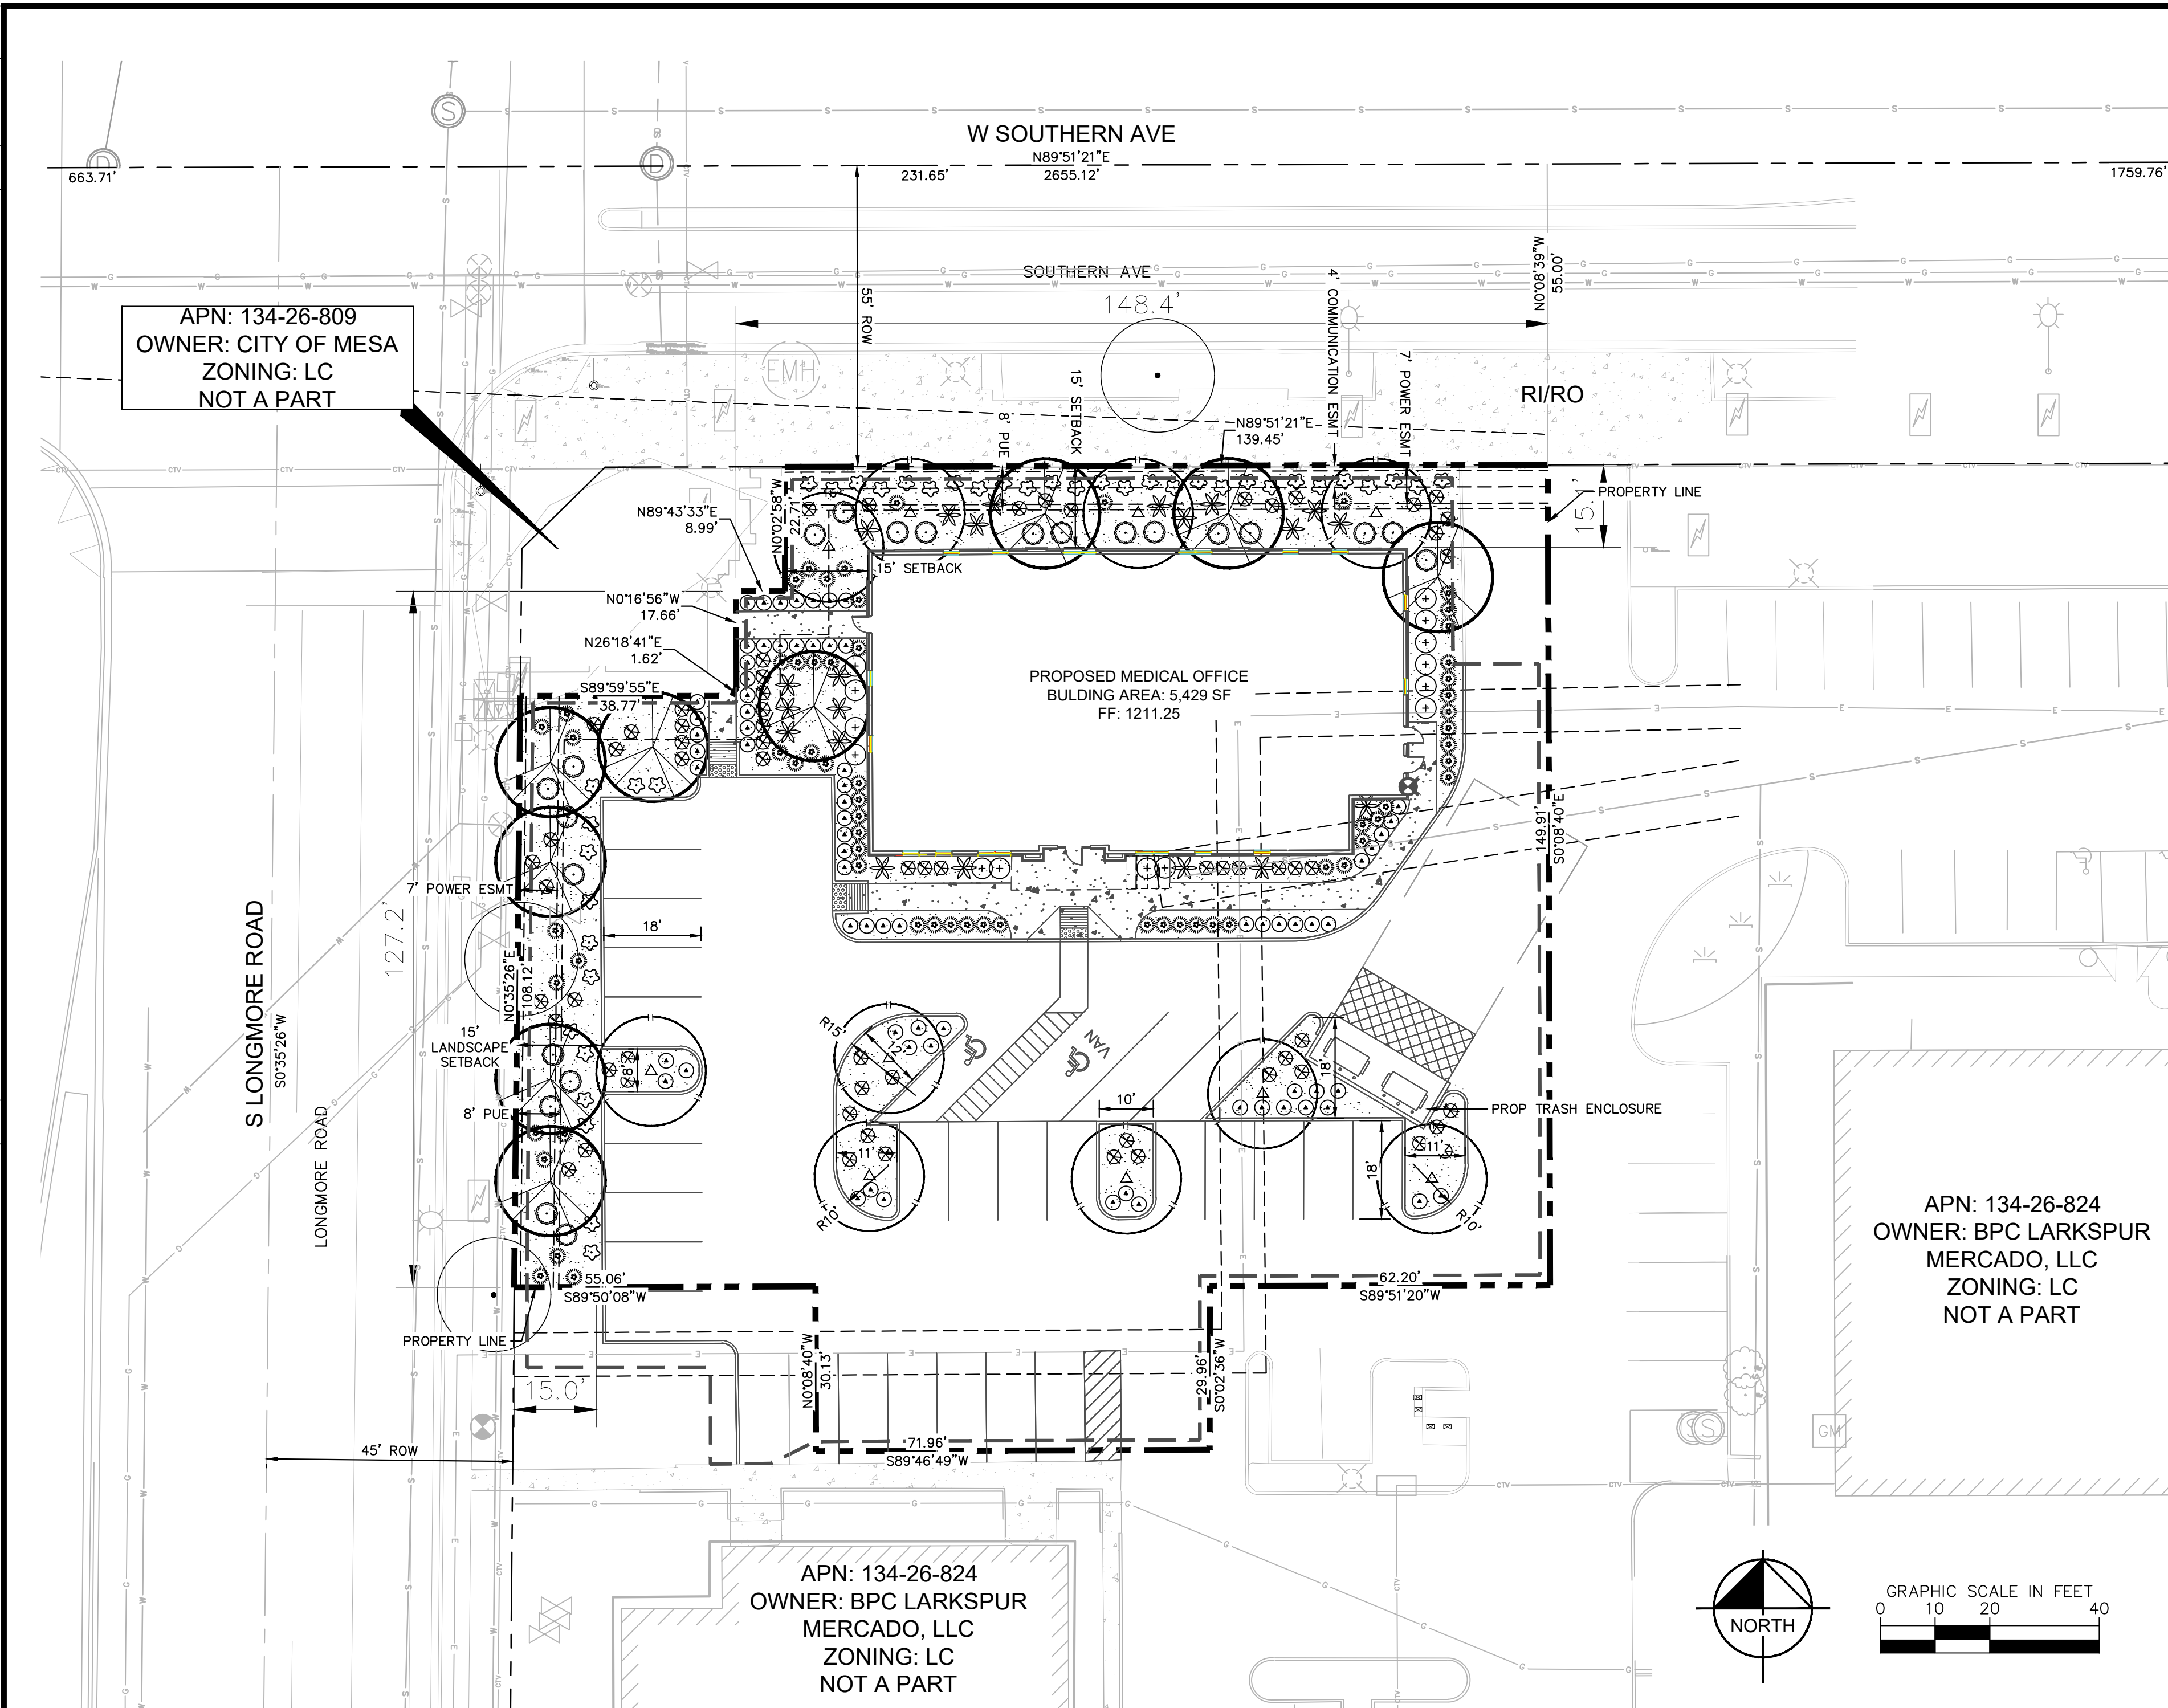 W SOUTHERN AVE
N89°51'21"E
663.71'
231.65'
2655.12'
1759.76'
S
D
D
SOUTHERN AVE
148.4'
55' ROW
N0°08'39"W
55.00'
4' COMMUNICATION ESMT
7' POWER ESMT
15' SETBACK
8' PUE
EMH
RI/RO
APN: 134-26-809
OWNER: CITY OF MESA
ZONING: LC
NOT A PART
N89°51'21"E
139.45'
PROPERTY LINE
N89°43'33"E
8.99'
N0°02'58"W
22.71'
15' SETBACK
N0°16'56"W
17.66'
N26°18'41"E
1.62'
S89°59'55"E
38.77'
PROPOSED MEDICAL OFFICE
BULDING AREA: 5,429 SF
FF: 1211.25
149.91'
S0°08'40"E
127.2'
7' POWER ESMT
18'
N0°35'26"E
108.12'
S LONGMORE ROAD
S0°35'26"W
LONGMORE ROAD
15'
LANDSCAPE
SETBACK
8'
8' PUE
R15'
12'
VAN
18'
10'
PROP TRASH ENCLOSURE
11'
R10'
18'
11'
R10'
55.06'
S89°50'08"W
62.20'
S89°51'20"W
PROPERTY LINE
N0°08'40"W
30.13'
29.96'
S0°02'36"W
15.0'
71.96'
S89°46'49"W
45' ROW
APN: 134-26-824
OWNER: BPC LARKSPUR
MERCADO, LLC
ZONING: LC
NOT A PART
GM
APN: 134-26-824
OWNER: BPC LARKSPUR
MERCADO, LLC
ZONING: LC
NOT A PART
NORTH
GRAPHIC SCALE IN FEET
0 10 20 40